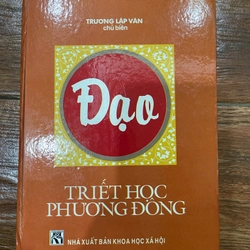 TRƯƠNG LẬP VĂN
chủ biên
Đạo
TRIẾT HỌC
PHƯƠNG ĐÔNG
NHÀ XUẤT BẢN KHOA HỌC XÃ HỘI